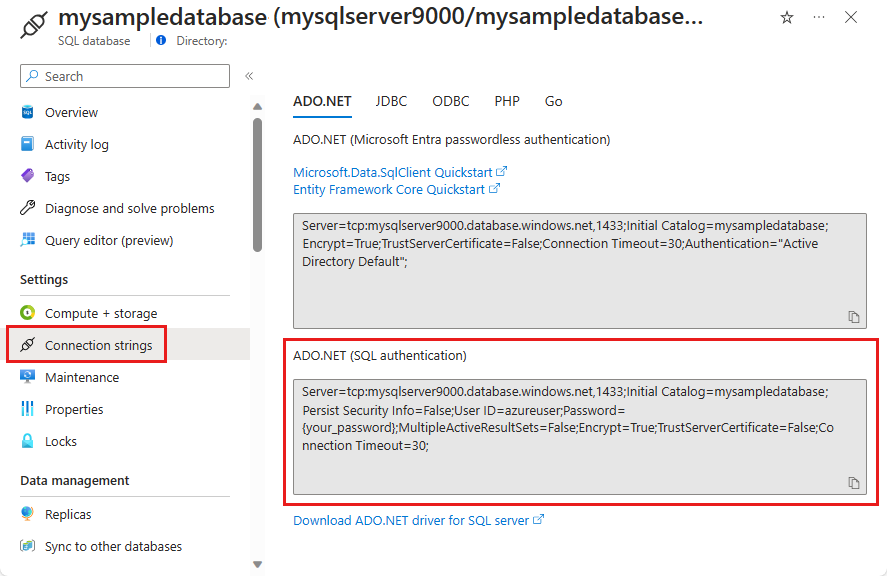 mysampledatabase (mysqlserver9000/mysampledatabase...
SQL database
Directory:
Search
Overview
Activity log
Tags
Diagnose and solve problems
Query editor (preview)
Settings
Compute + storage
Connection strings
Maintenance
Properties
Locks
Data management
Replicas
Sync to other databases
ADO.NET JDBC ODBC PHP Go
ADO.NET (Microsoft Entra passwordless authentication)
Microsoft.Data.SqlClient Quickstart
Entity Framework Core Quickstart
Server=tcp:mysqlserver9000.database.windows.net,1433;Initial Catalog=mysampledatabase;
Encrypt=True;TrustServerCertificate=False;Connection Timeout=30;Authentication="Active
Directory Default";
ADO.NET (SQL authentication)
Server=tcp:mysqlserver9000.database.windows.net,1433;Initial Catalog=mysampledatabase;
Persist Security Info=False;User ID=azureuser;Password=
{your_password};MultipleActiveResultSets=False;Encrypt=True;TrustServerCertificate=False;Co
nnection Timeout=30;
Download ADO.NET driver for SQL server